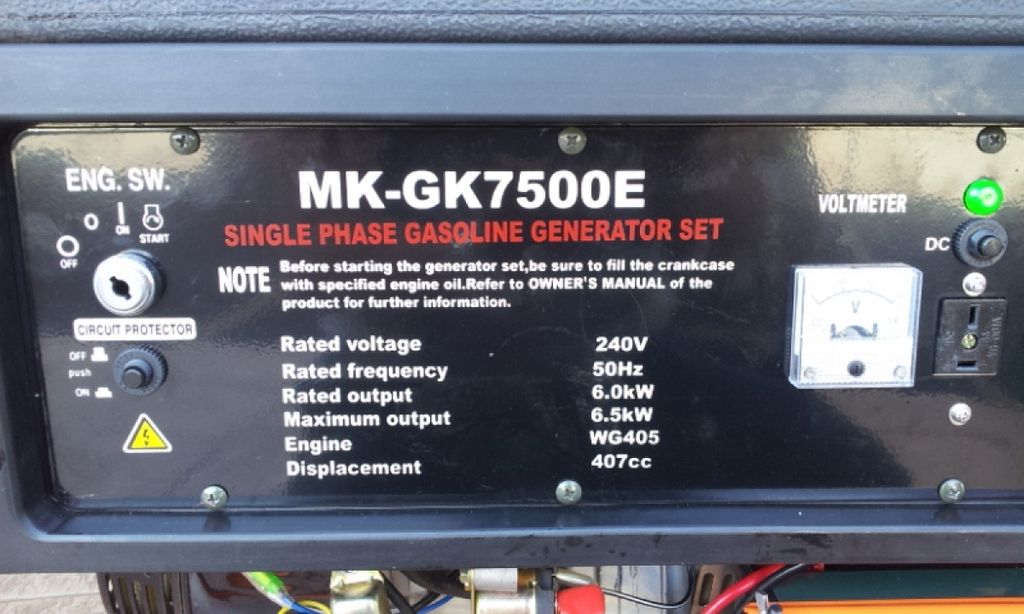 ENG. SW.
ON
START
OFF
CIRCUIT PROTECTOR
OFF
push
ON
MK-GK7500E
SINGLE PHASE GASOLINE GENERATOR SET
NOTE
Before starting the generator set,be sure to fill the crankcase
with specified engine oil.Refer to OWNER'S MANUAL of the
product for further information.
Rated voltage 240V
Rated frequency 50Hz
Rated output 6.0kW
Maximum output 6.5kW
Engine WG405
Displacement 407cc
VOLTMETER
DC
V